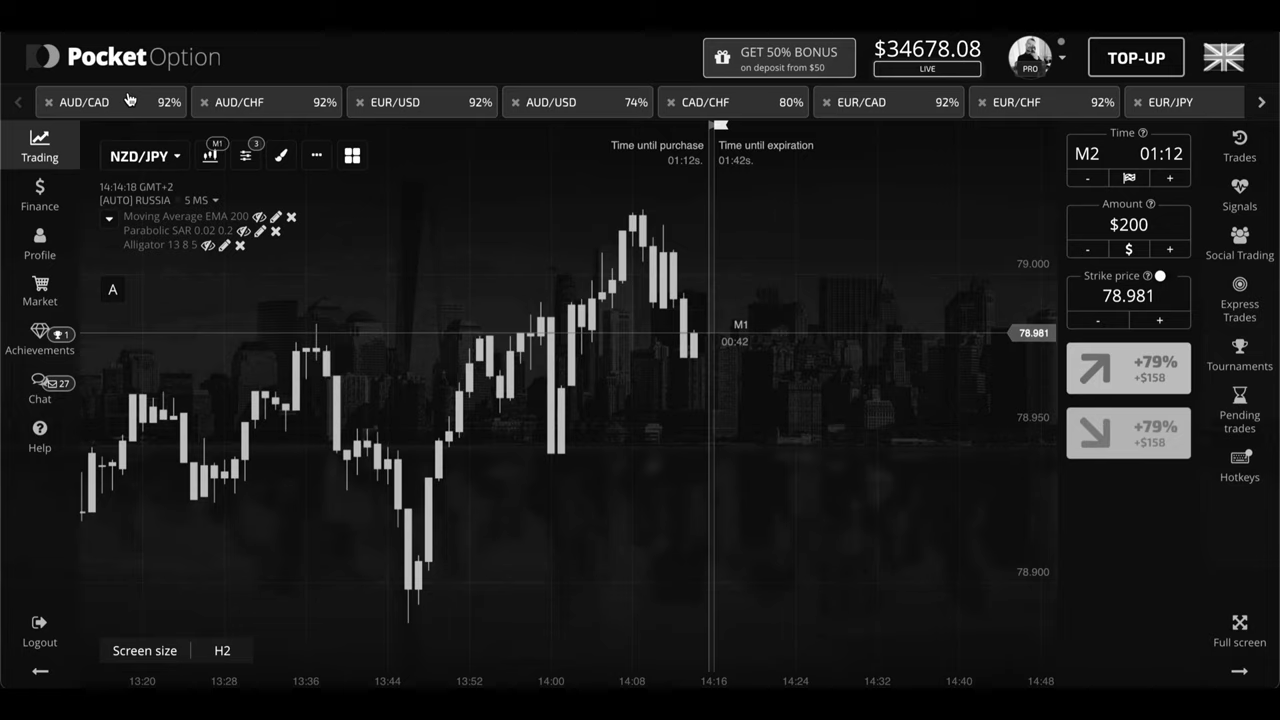 PocketOption
GET 50% BONUS
on deposit from $50
$34678.08
LIVE
PRO
TOP-UP
AUD/CAD 92%
AUD/CHF 92%
EUR/USD 92%
AUD/USD 74%
CAD/CHF 80%
EUR/CAD 92%
EUR/CHF 92%
EUR/JPY
Trading
Finance
Profile
Market
1
Achievements
27
Chat
Help
Logout
NZD/JPY
M1
3
14:14:18 GMT+2
[AUTO] RUSSIA 5 MS
Moving Average EMA 200
Parabolic SAR 0.02 0.2
Alligator 13 8 5
A
Time until purchase
01:12s.
Time until expiration
01:42s.
M1
00:42
79.000
78.981
78.950
78.900
Screen size H2
13:20 13:28 13:36 13:44 13:52 14:00 14:08 14:16 14:24 14:32 14:40 14:48
Time
M2 01:12
- +
Amount
$200
- $ +
Strike price
78.981
- +
+79%
+$158
+79%
+$158
Trades
Signals
Social Trading
Express
Trades
Tournaments
Pending
trades
Hotkeys
Full screen